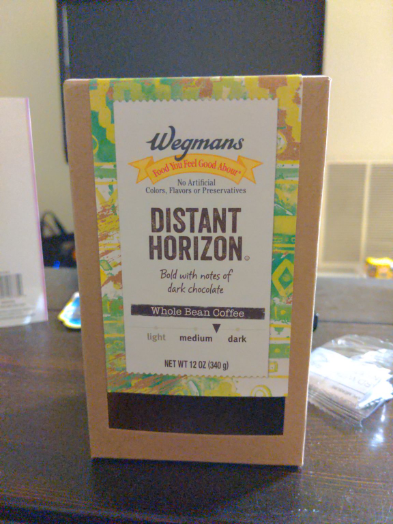 Wegmans
Food You Feel Good About
No Artificial
Colors, Flavors or Preservatives
DISTANT
HORIZON
Bold with notes of
dark chocolate
Whole Bean Coffee
light medium dark
NET WT 12 OZ (340 g)